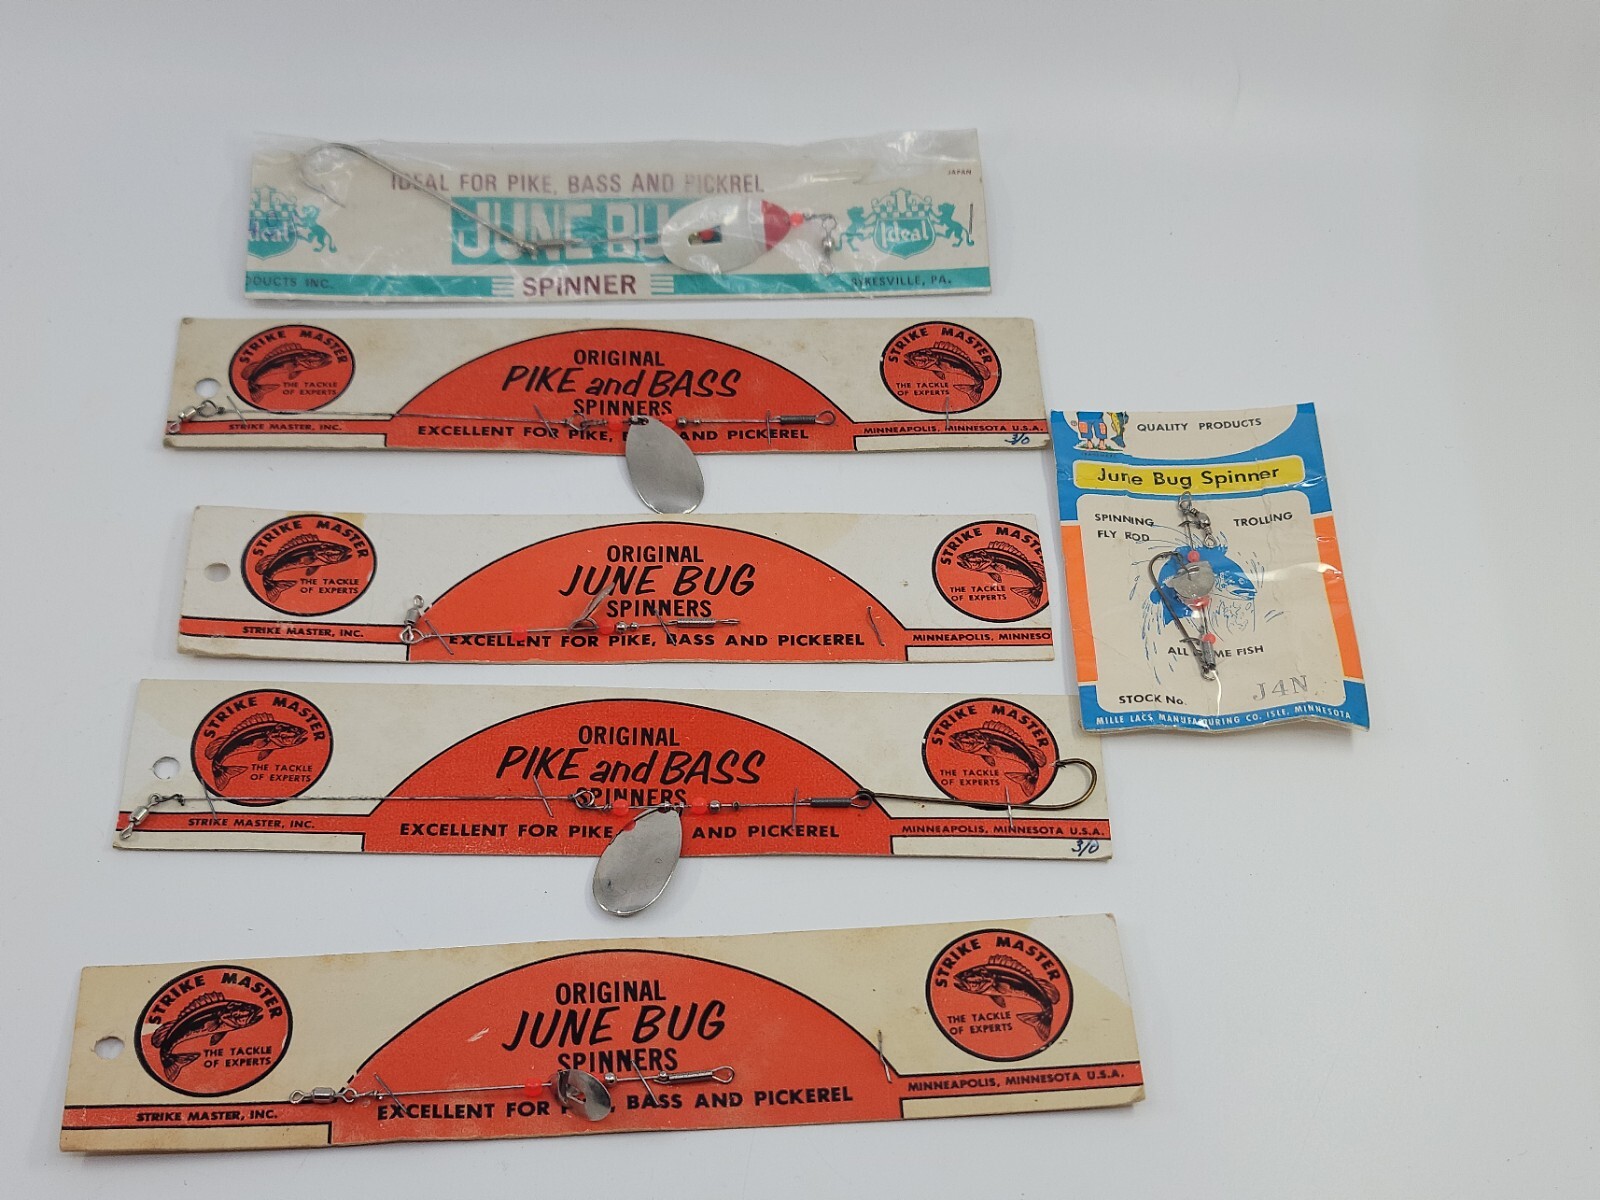 IDEAL FOR PIKE, BASS AND PICKREL
JAPAN
JUNE BU
Ideal
deal
SPINNER
DUCTS INC.
SYKESVILLE, PA.
STRIKE MASTER
THE TACKLE
OF EXPERTS
ORIGINAL
PIKE and BASS
SPINNERS
STRIKE MASTER
THE TACKLE
OF EXPERTS
STRIKE MASTER, INC.
EXCELLENT FOR PIKE, B AND PICKEREL
MINNEAPOLIS, MINNESOTA U.S.A.
3/0
STRIKE MASTER
THE TACKLE
OF EXPERTS
ORIGINAL
JUNE BUG
SPINNERS
STRIKE MASTE
THE TACKLE
OF EXPERTS
STRIKE MASTER, INC.
EXCELLENT FOR PIKE, BASS AND PICKEREL
MINNEAPOLIS, MINNESO
QUALITY PRODUCTS
June Bug Spinner
SPINNING
FLY ROD
TROLLING
ALL GAME FISH
STOCK No. J4N
MILLE LACS MANUFACTURING CO. ISLE, MINNESOTA
STRIKE MASTER
THE TACKLE
OF EXPERTS
ORIGINAL
PIKE and BASS
SPINNERS
STRIKE MASTER
THE TACKLE
OF EXPERTS
STRIKE MASTER, INC.
EXCELLENT FOR PIKE AND PICKEREL
MINNEAPOLIS, MINNESOTA U.S.A.
3/0
STRIKE MASTER
THE TACKLE
OF EXPERTS
ORIGINAL
JUNE BUG
SPINNERS
STRIKE MASTER
THE TACKLE
OF EXPERTS
STRIKE MASTER, INC.
EXCELLENT FOR P , BASS AND PICKEREL
MINNEAPOLIS, MINNESOTA U.S.A.